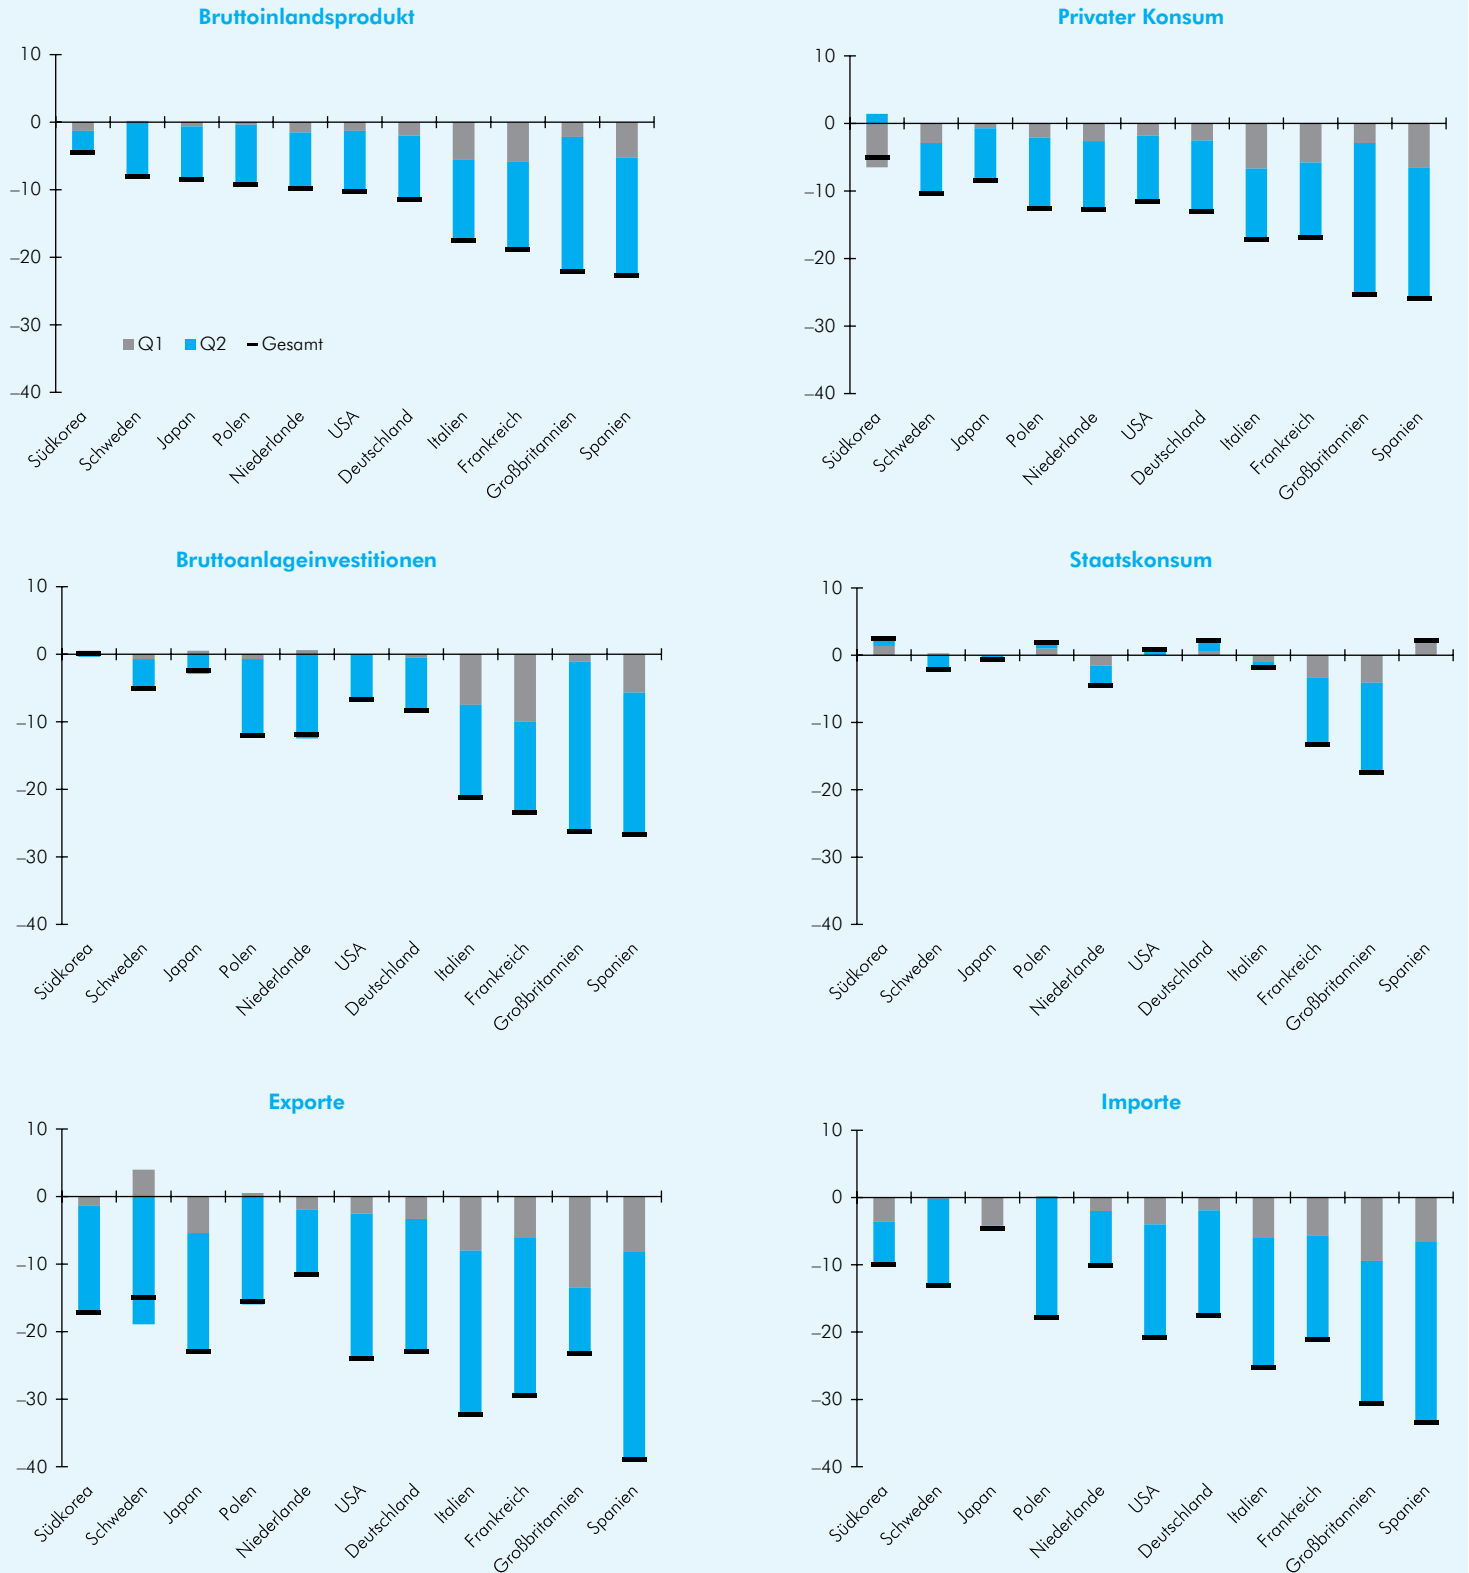 Bruttoinlandsprodukt
10
0
–10
–20
–30
–40
Q1 Q2 Gesamt
Südkorea
Schweden
Japan
Polen
Niederlande
USA
Deutschland
Italien
Frankreich
Großbritannien
Spanien
Privater Konsum
10
0
–10
–20
–30
–40
Südkorea
Schweden
Japan
Polen
Niederlande
USA
Deutschland
Italien
Frankreich
Großbritannien
Spanien
Bruttoanlageinvestitionen
10
0
–10
–20
–30
–40
Südkorea
Schweden
Japan
Polen
Niederlande
USA
Deutschland
Italien
Frankreich
Großbritannien
Spanien
Staatskonsum
10
0
–10
–20
–30
–40
Südkorea
Schweden
Japan
Polen
Niederlande
USA
Deutschland
Italien
Frankreich
Großbritannien
Spanien
Exporte
10
0
–10
–20
–30
–40
Südkorea
Schweden
Japan
Polen
Niederlande
USA
Deutschland
Italien
Frankreich
Großbritannien
Spanien
Importe
10
0
–10
–20
–30
–40
Südkorea
Schweden
Japan
Polen
Niederlande
USA
Deutschland
Italien
Frankreich
Großbritannien
Spanien